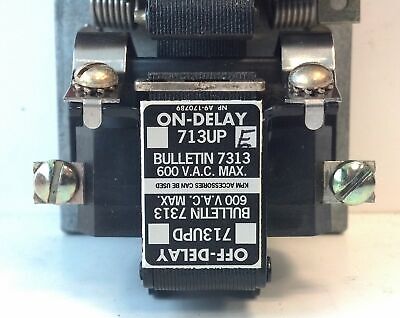 NP A9-170789
ON-DELAY
713UP E
BULLETIN 7313
600 V.A.C. MAX.
KPM ACCESSORIES CAN BE USED
OFF-DELAY
713UPD
BULLETIN 7313
600 V.A.C. MAX.